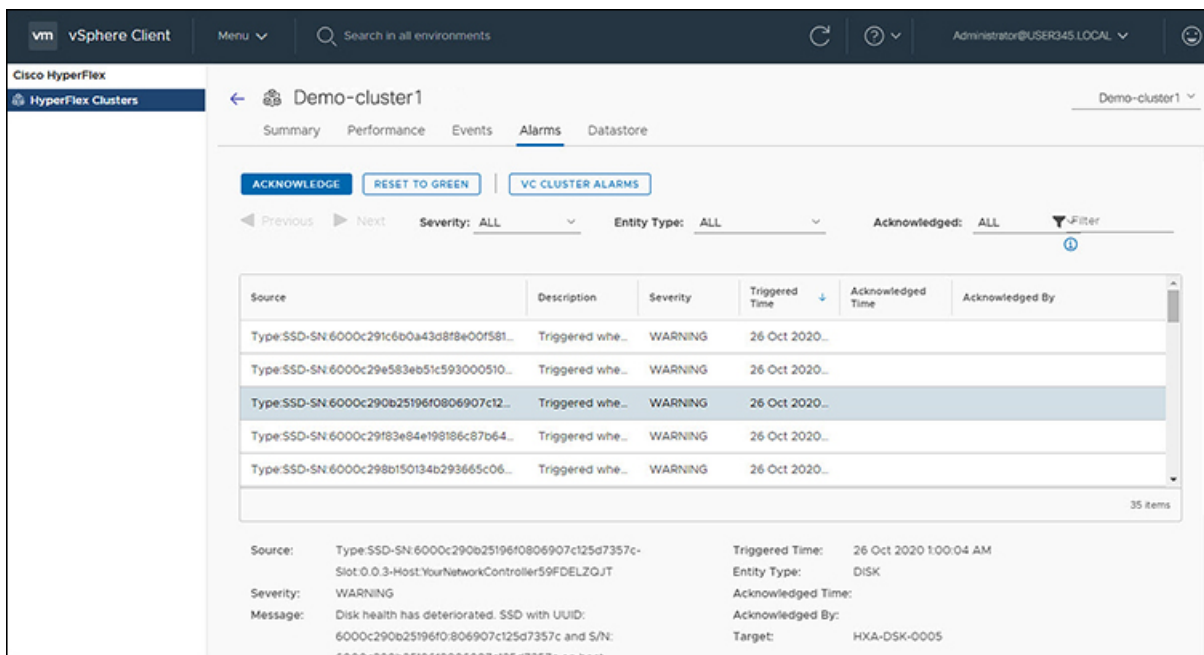 vm vSphere Client Menu Search in all environments Administrator@USER345.LOCAL
Cisco HyperFlex
HyperFlex Clusters
Demo-cluster1 Demo-cluster1
Summary Performance Events Alarms Datastore
ACKNOWLEDGE RESET TO GREEN VC CLUSTER ALARMS
Previous Next Severity: ALL Entity Type: ALL Acknowledged: ALL Filter
Source Description Severity Triggered Time Acknowledged Time Acknowledged By
Type:SSD-SN:6000c291c6b0a43d8f8e00f581... Triggered whe... WARNING 26 Oct 2020...
Type:SSD-SN:6000c29e583eb51c593000510... Triggered whe... WARNING 26 Oct 2020...
Type:SSD-SN:6000c290b25196f0806907c12... Triggered whe... WARNING 26 Oct 2020...
Type:SSD-SN:6000c29f83e84e198186c87b64... Triggered whe... WARNING 26 Oct 2020...
Type:SSD-SN:6000c298b150134b293665c06... Triggered whe... WARNING 26 Oct 2020...
35 items
Source: Type:SSD-SN:6000c290b25196f0806907c125d7357c- Triggered Time: 26 Oct 2020 1:00:04 AM
Slot:0.0.3-Host:YourNetworkController59FDELZQJT Entity Type: DISK
Severity: WARNING Acknowledged Time:
Message: Disk health has deteriorated. SSD with UUID: Acknowledged By:
6000c290b25196f0:806907c125d7357c and S/N: Target: HXA-DSK-0005